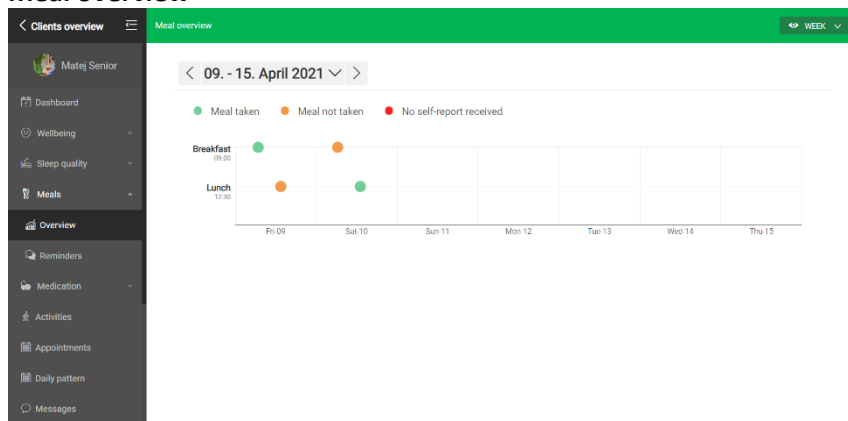 Meal overview
Clients overview
Meal overview
WEEK
Matej Senior
09. - 15. April 2021
Dashboard
Meal taken
Meal not taken
No self-report received
Wellbeing
Breakfast
09:00
Sleep quality
Meals
Lunch
12:30
Overview
Fri-09
Sat-10
Sun-11
Mon-12
Tue-13
Wed-14
Thu-15
Reminders
Medication
Activities
Appointments
Daily pattern
Messages